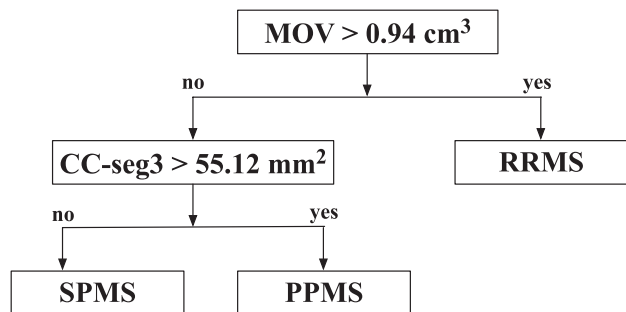 MOV > 0.94 cm³
no
yes
CC-seg3 > 55.12 mm²
RRMS
no
yes
SPMS
PPMS